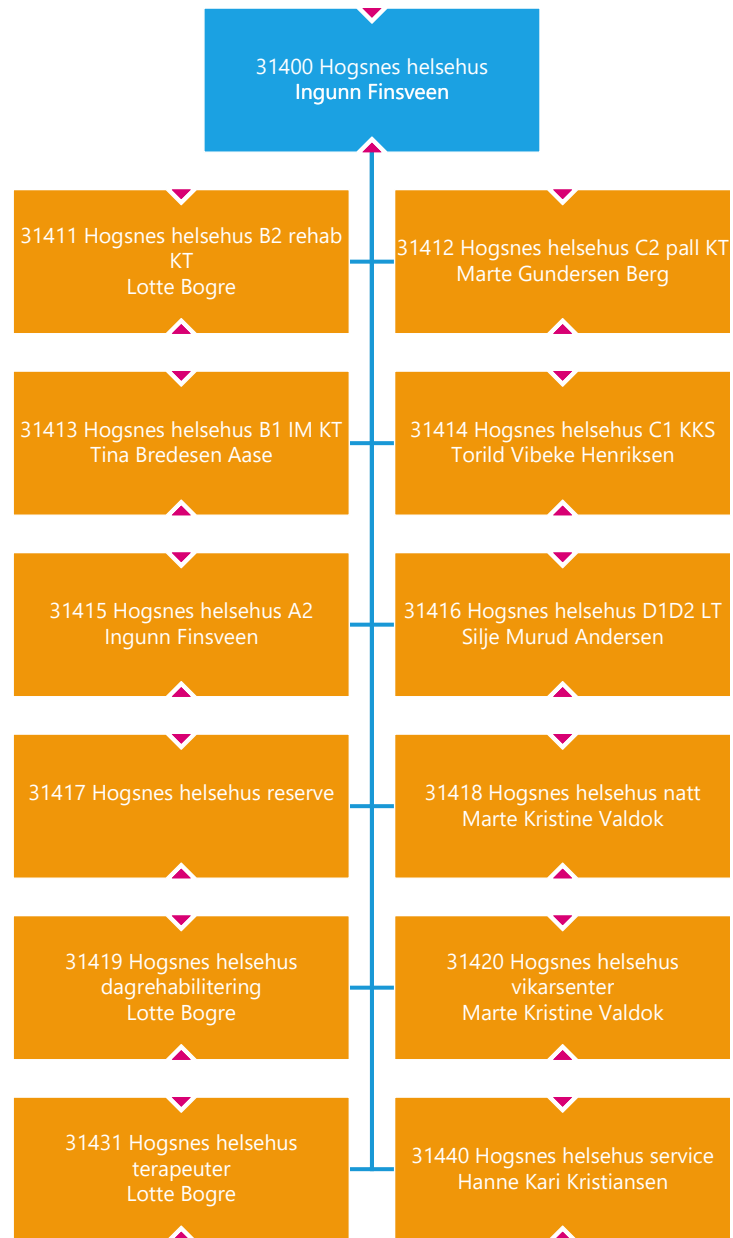 31400 Hogsnes helsehus
Ingunn Finsveen
31411 Hogsnes helsehus B2 rehab
KT
Lotte Bogre
31412 Hogsnes helsehus C2 pall KT
Marte Gundersen Berg
31413 Hogsnes helsehus B1 IM KT
Tina Bredesen Aase
31414 Hogsnes helsehus C1 KKS
Torild Vibeke Henriksen
31415 Hogsnes helsehus A2
Ingunn Finsveen
31416 Hogsnes helsehus D1D2 LT
Silje Murud Andersen
31417 Hogsnes helsehus reserve
31418 Hogsnes helsehus natt
Marte Kristine Valdok
31419 Hogsnes helsehus
dagrehabilitering
Lotte Bogre
31420 Hogsnes helsehus
vikarsenter
Marte Kristine Valdok
31431 Hogsnes helsehus
terapeuter
Lotte Bogre
31440 Hogsnes helsehus service
Hanne Kari Kristiansen